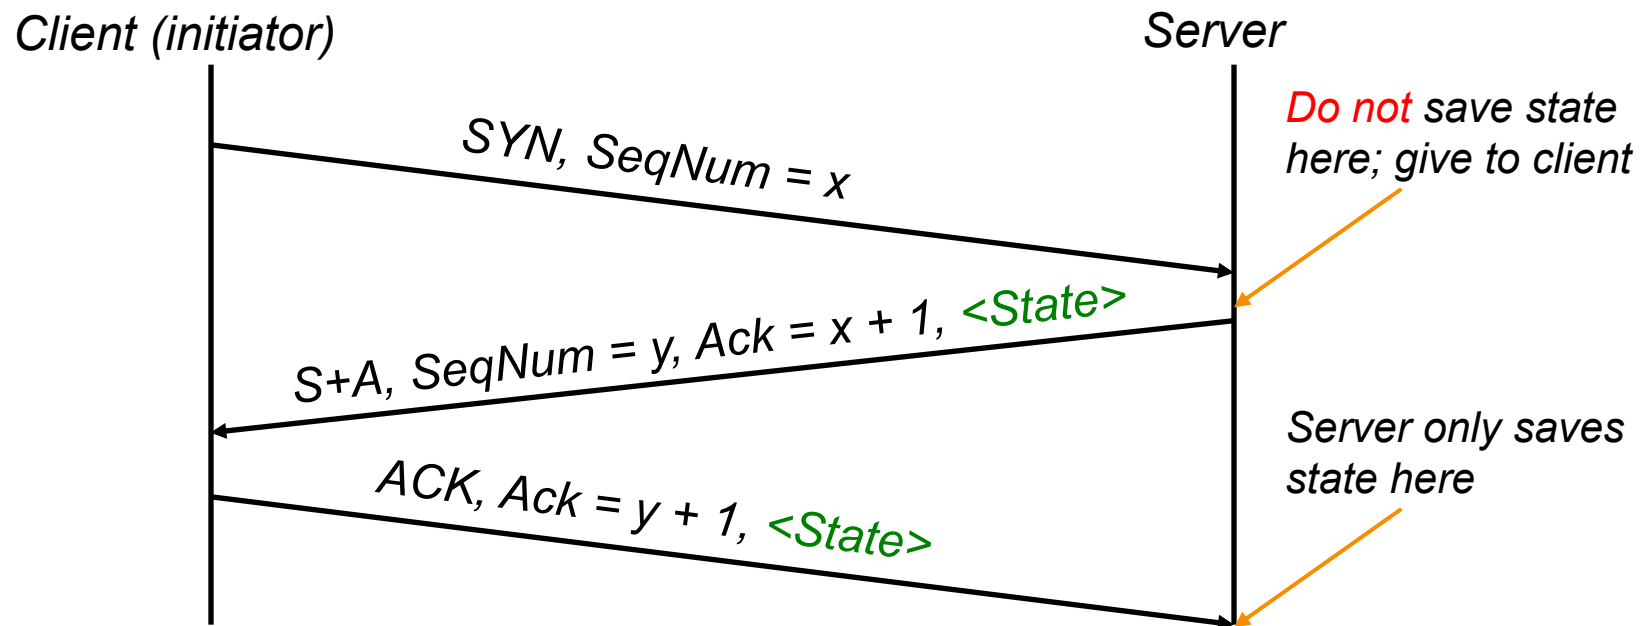 Client (initiator)
Server
Do not save state
here; give to client
SYN, SeqNum = x
S+A, SeqNum = y, Ack = x + 1, <State>
Server only saves
state here
ACK, Ack = y + 1, <State>